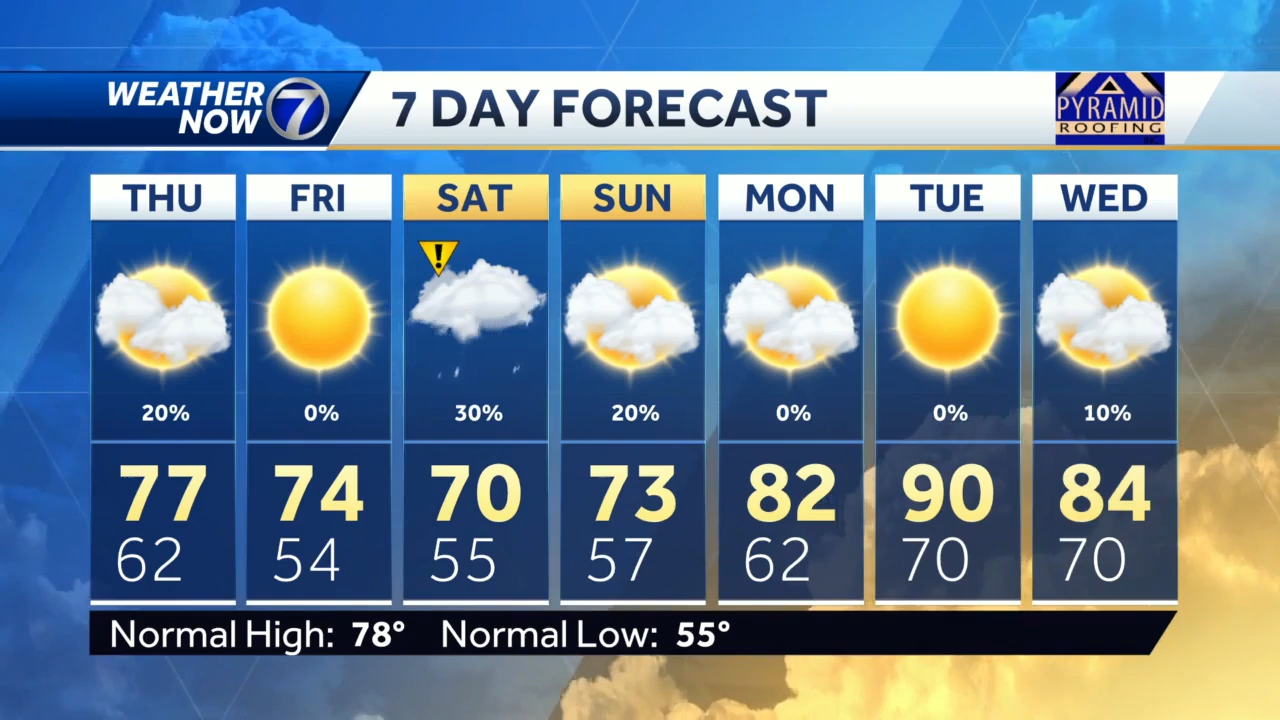 WEATHER
NOW 7
7 DAY FORECAST
PYRAMID
ROOFING
THU FRI SAT SUN MON TUE WED
!
20% 0% 30% 20% 0% 0% 10%
77 74 70 73 82 90 84
62 54 55 57 62 70 70
Normal High: 78° Normal Low: 55°